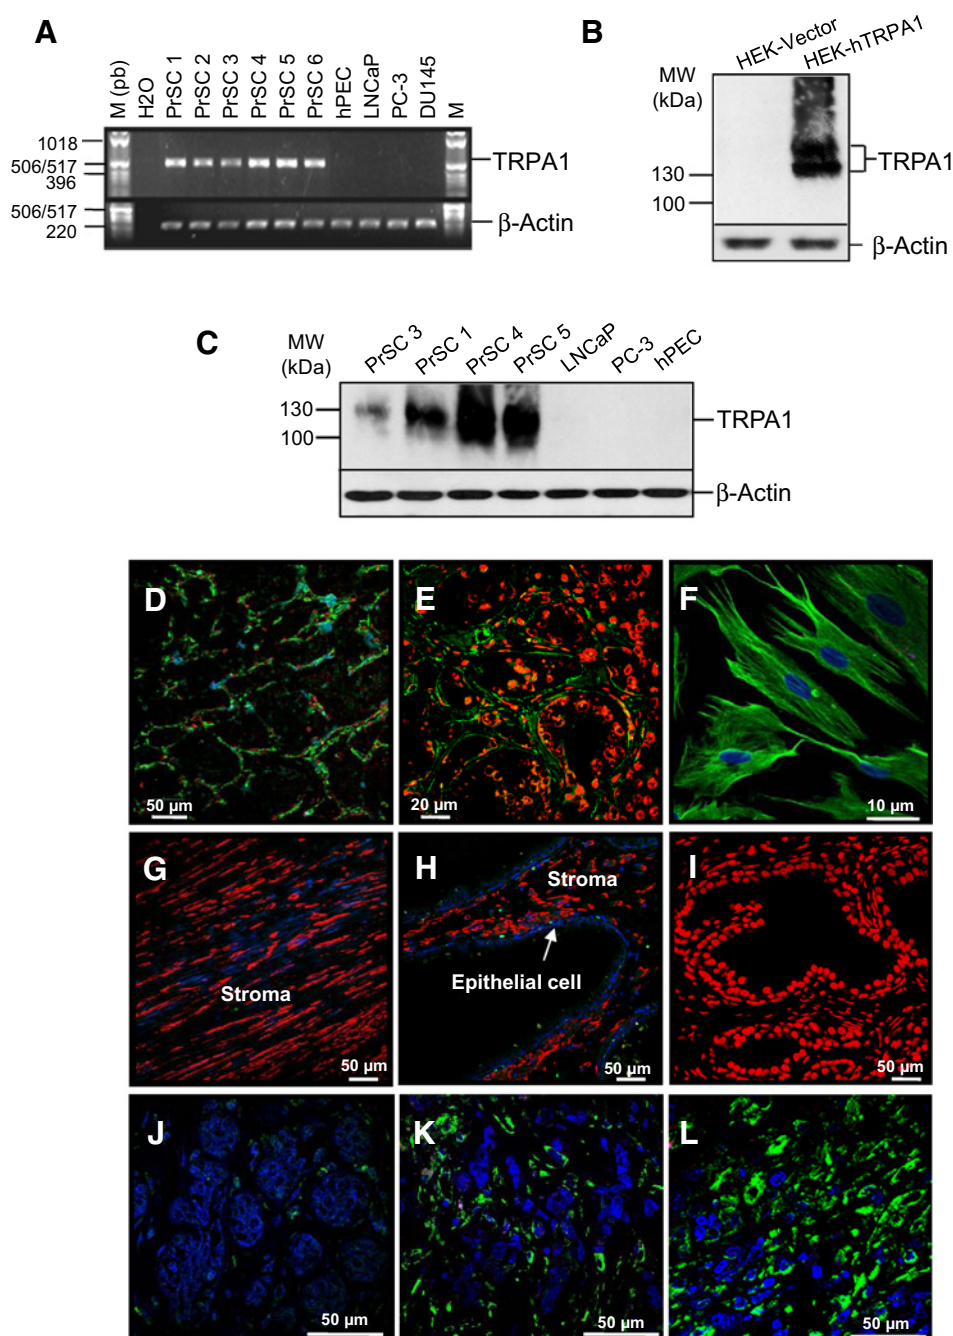 A
M (pb)
H2O
PrSC 1
PrSC 2
PrSC 3
PrSC 4
PrSC 5
PrSC 6
hPEC
LNCaP
PC-3
DU145
M
1018
506/517
396
TRPA1
506/517
220
β-Actin
B
HEK-Vector
HEK-hTRPA1
MW
(kDa)
130
100
TRPA1
β-Actin
C
MW
(kDa)
PrSC 3
PrSC 1
PrSC 4
PrSC 5
LNCaP
PC-3
hPEC
130
100
TRPA1
β-Actin
D
50 µm
E
20 µm
F
10 µm
G
Stroma
50 µm
H
Stroma
Epithelial cell
50 µm
I
50 µm
J
50 µm
K
50 µm
L
50 µm